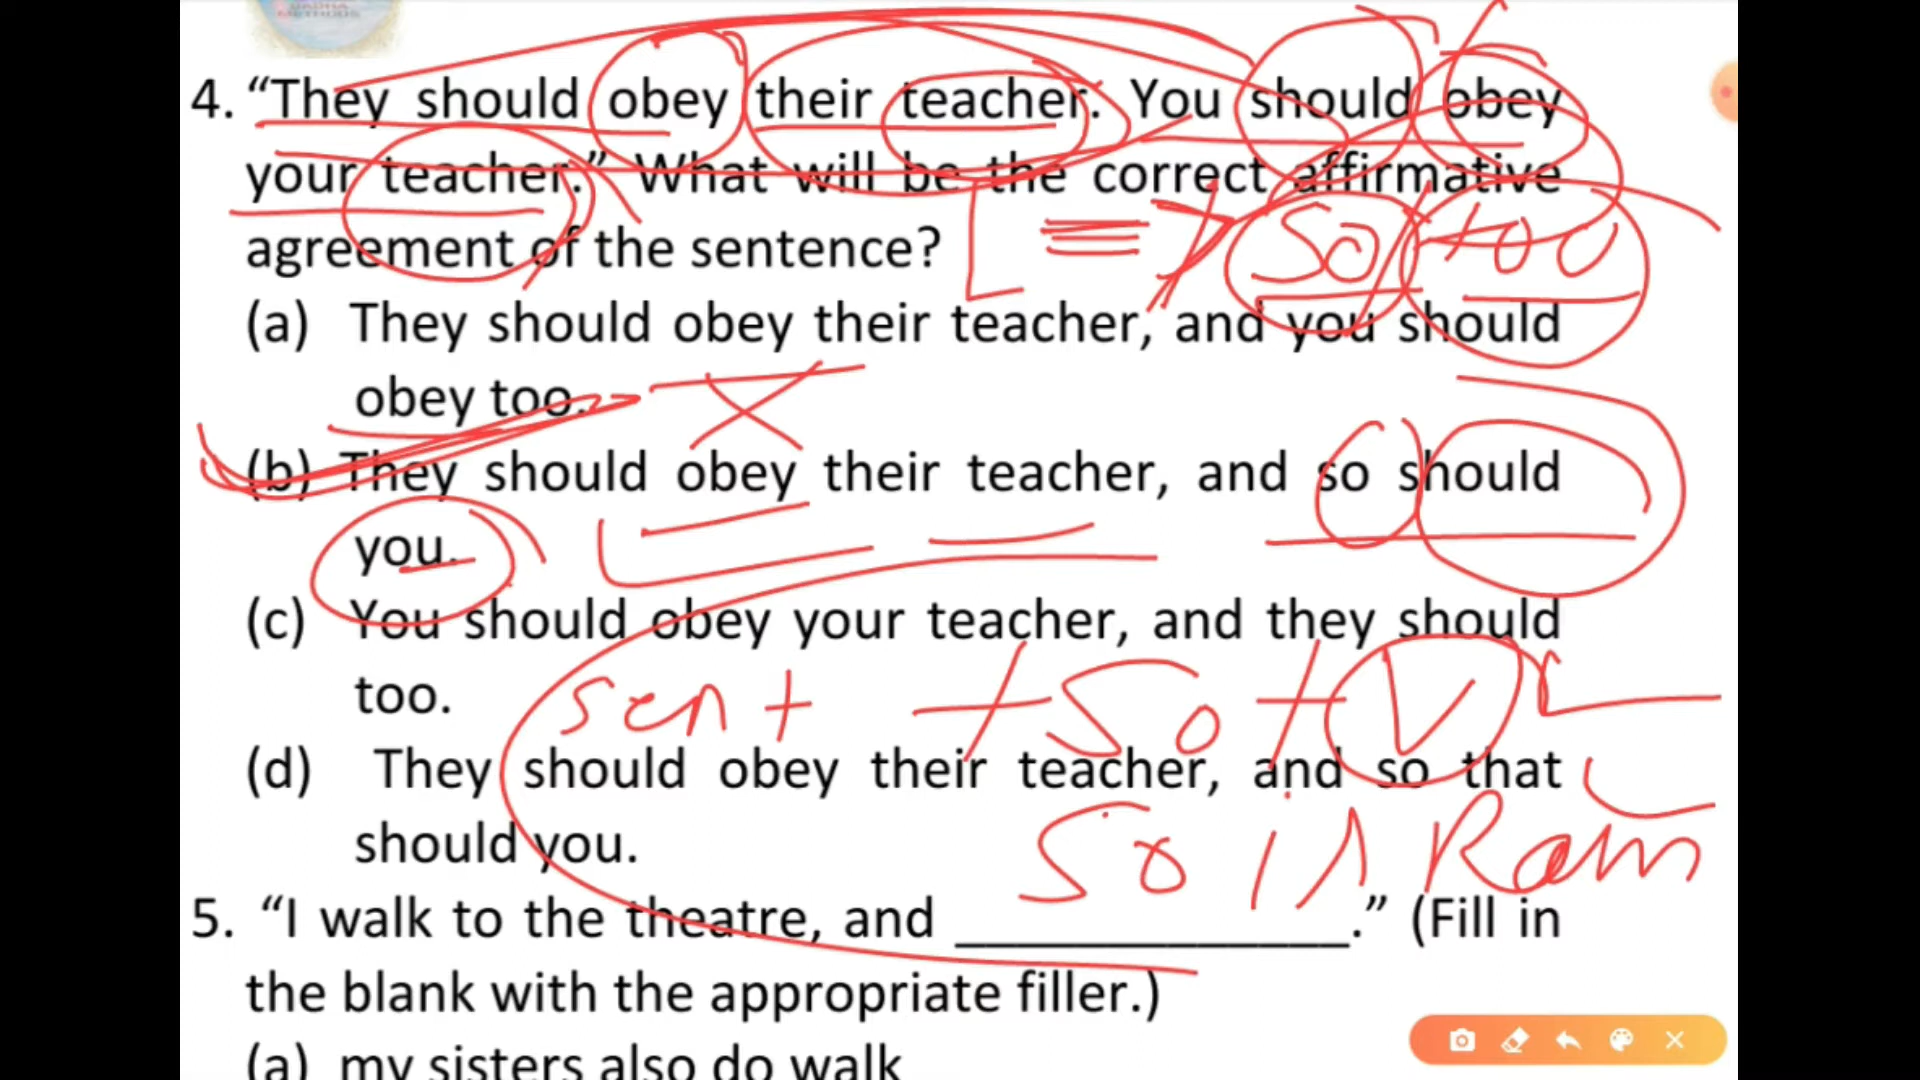 METHODS
4. “They should obey their teacher. You should obey
your teacher.” What will be the correct affirmative
agreement of the sentence?
so / too
(a) They should obey their teacher, and you should
obey too.
(b) They should obey their teacher, and so should
you.
(c) You should obey your teacher, and they should
too.
sent + So + V
(d) They should obey their teacher, and so that
should you.
So is Ram
5. “I walk to the theatre, and ______________.” (Fill in
the blank with the appropriate filler.)
(a) my sisters also do walk